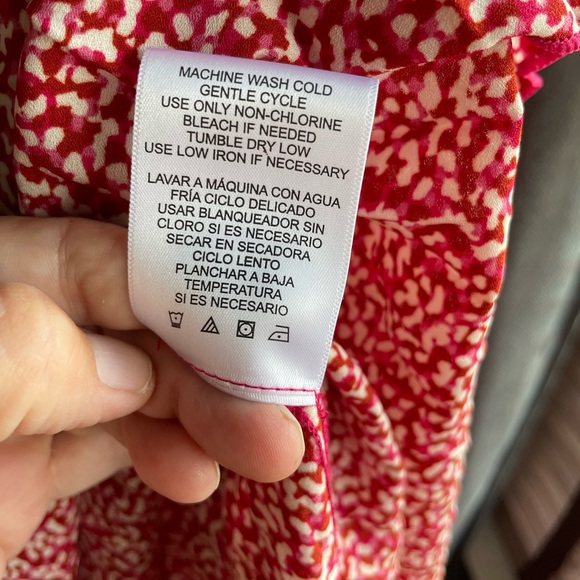 MACHINE WASH COLD
GENTLE CYCLE
USE ONLY NON-CHLORINE
BLEACH IF NEEDED
TUMBLE DRY LOW
USE LOW IRON IF NECESSARY
LAVAR A MÁQUINA CON AGUA
FRÍA CICLO DELICADO
USAR BLANQUEADOR SIN
CLORO SI ES NECESARIO
SECAR EN SECADORA
CICLO LENTO
PLANCHAR A BAJA
TEMPERATURA
SI ES NECESARIO